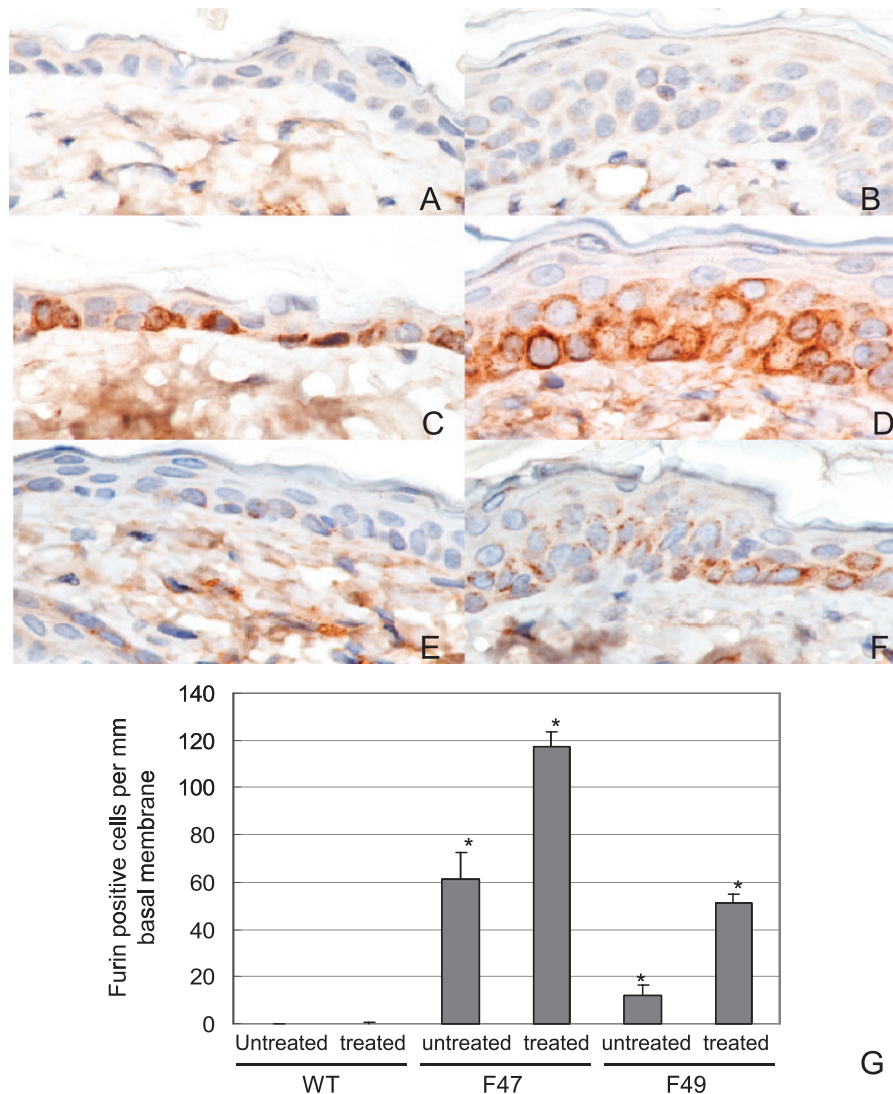 A
B
C
D
E
F
Furin positive cells per mm
basal membrane
140
120
100
80
60
40
20
0
*
*
*
*
Untreated treated untreated treated untreated treated
WT F47 F49
G